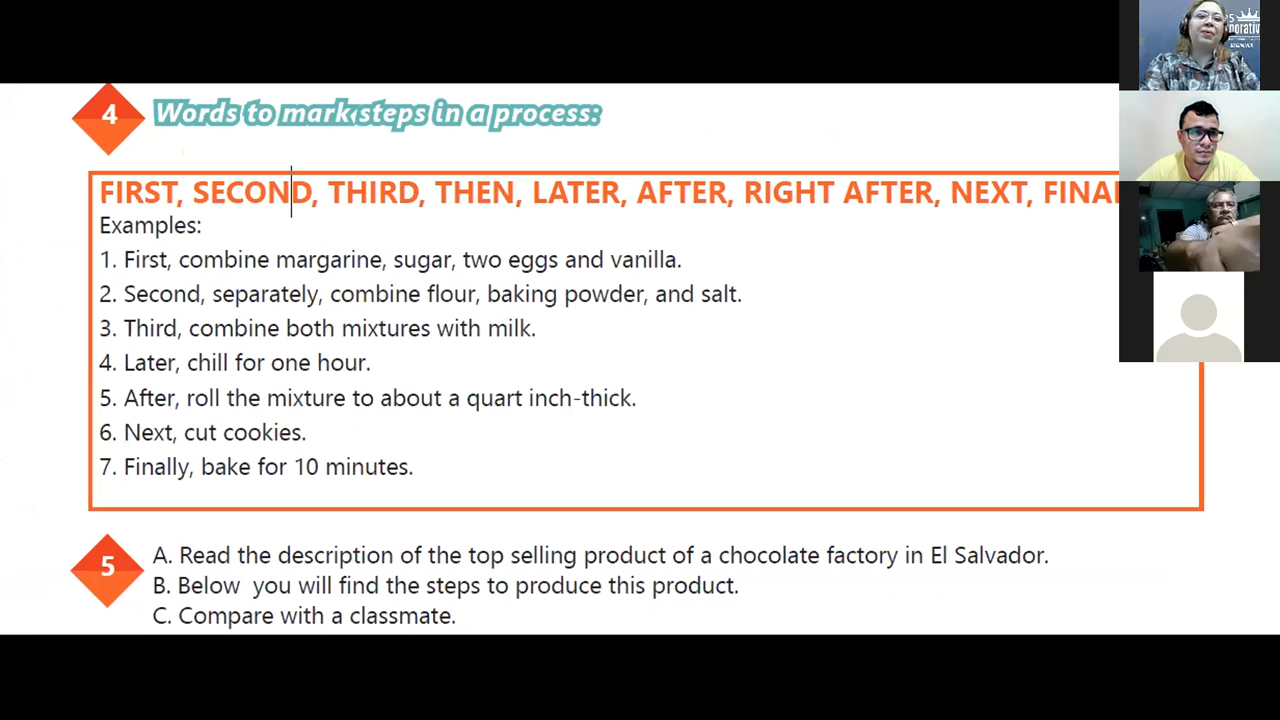 4
Words to mark steps in a process:
FIRST, SECOND, THIRD, THEN, LATER, AFTER, RIGHT AFTER, NEXT,
Examples:
1. First, combine margarine, sugar, two eggs and vanilla.
2. Second, separately, combine flour, baking powder, and salt.
3. Third, combine both mixtures with milk.
4. Later, chill for one hour.
5. After, roll the mixture to about a quart inch-thick.
6. Next, cut cookies.
7. Finally, bake for 10 minutes.
5
A. Read the description of the top selling product of a chocolate factory in El Salvador.
B. Below you will find the steps to produce this product.
C. Compare with a classmate.